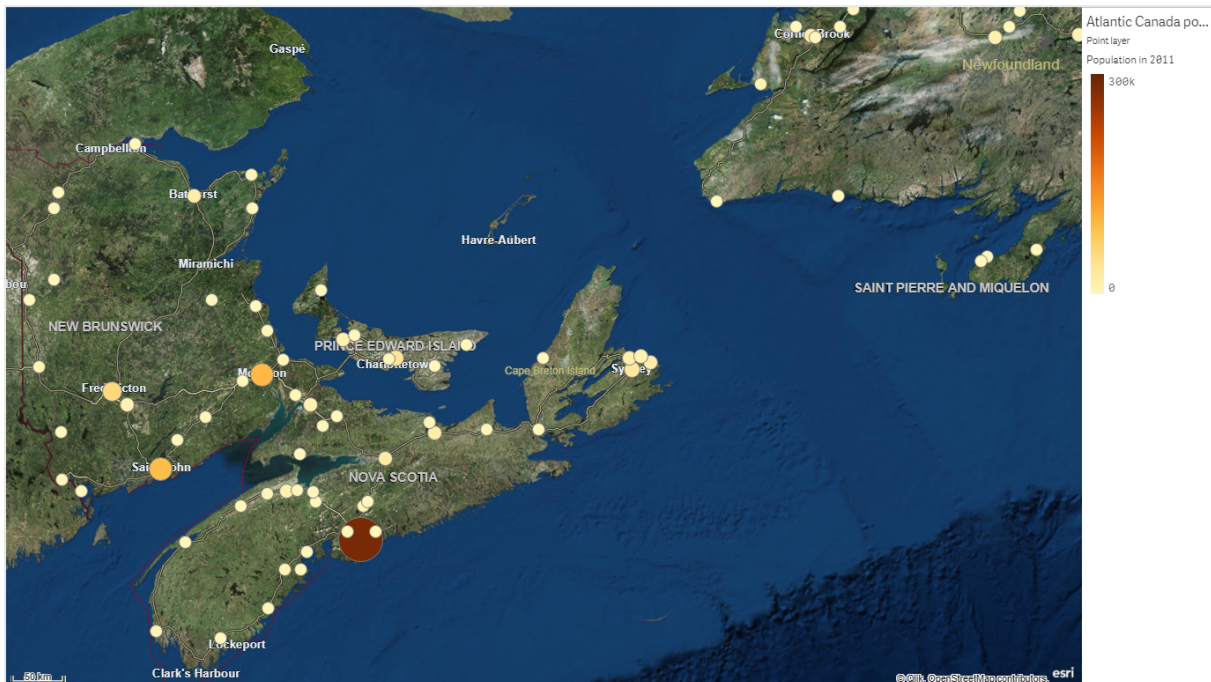 Atlantic Canada po...
Point layer
Population in 2011
300k
0
Gaspé
Corner Brook
Newfoundland
Campbellton
Bathurst
Havre-Aubert
Miramichi
bou
SAINT PIERRE AND MIQUELON
NEW BRUNSWICK
PRINCE EDWARD ISLAND
Charlottetown
Cape Breton Island
Sydney
Moncton
Fredericton
Saint John
NOVA SCOTIA
Lockeport
Clark's Harbour
50 km
© Qlik, OpenStreetMap contributors,
esri